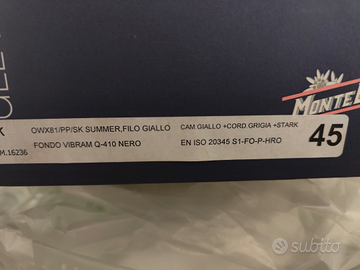 OWX81/PP/SK SUMMER,FILO GIALLO
CAM.GIALLO +CORD.GRIGIA +STARK
FONDO VIBRAM Q-410 NERO
EN ISO 20345 S1-FO-P-HRO
45
K
M.16236
subito